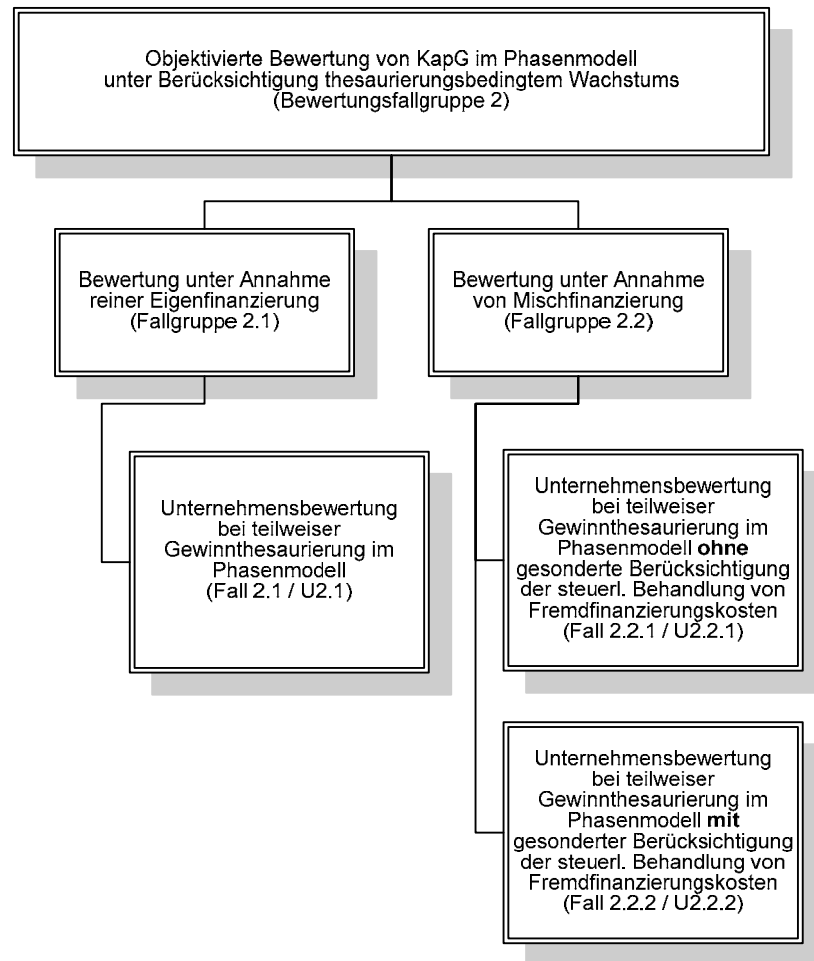 Objektivierte Bewertung von KapG im Phasenmodell
unter Berücksichtigung thesaurierungsbedingtem Wachstums
(Bewertungsfallgruppe 2)
Bewertung unter Annahme
reiner Eigenfinanzierung
(Fallgruppe 2.1)
Bewertung unter Annahme
von Mischfinanzierung
(Fallgruppe 2.2)
Unternehmensbewertung
bei teilweiser
Gewinnthesaurierung im
Phasenmodell
(Fall 2.1 / U2.1)
Unternehmensbewertung
bei teilweiser
Gewinnthesaurierung im
Phasenmodell ohne
gesonderte Berücksichtigung
der steuerl. Behandlung von
Fremdfinanzierungskosten
(Fall 2.2.1 / U2.2.1)
Unternehmensbewertung
bei teilweiser
Gewinnthesaurierung im
Phasenmodell mit
gesonderter Berücksichtigung
der steuerl. Behandlung von
Fremdfinanzierungskosten
(Fall 2.2.2 / U2.2.2)